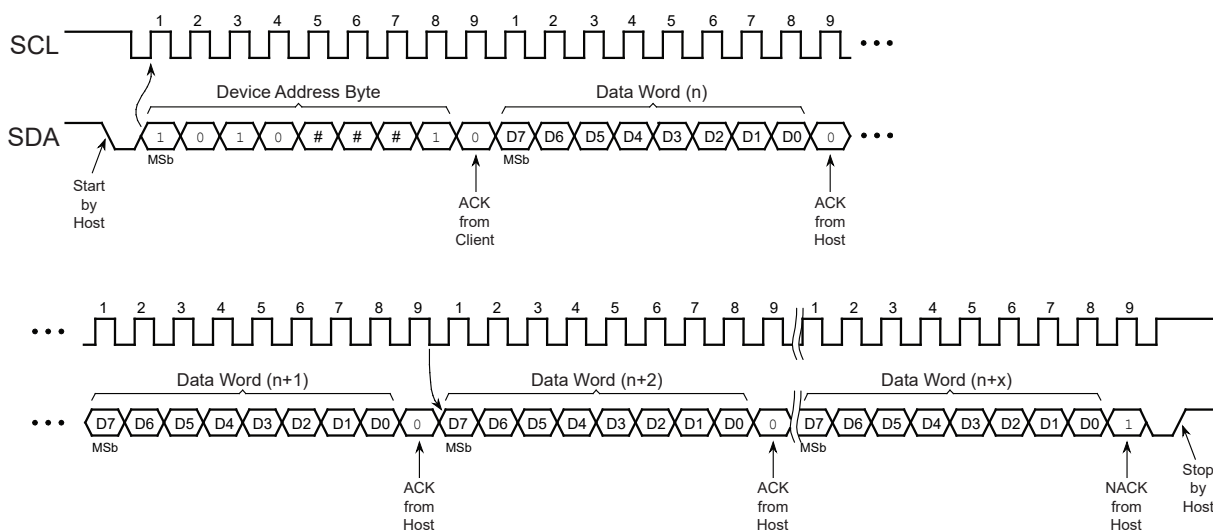 1 2 3 4 5 6 7 8 9 1 2 3 4 5 6 7 8 9
SCL
Device Address Byte
Data Word (n)
SDA
1 0 1 0 # # # 1 0 D7 D6 D5 D4 D3 D2 D1 D0 0
MSb
MSb
Start
by
Host
ACK
from
Client
ACK
from
Host
1 2 3 4 5 6 7 8 9 1 2 3 4 5 6 7 8 9 1 2 3 4 5 6 7 8 9
Data Word (n+1)
Data Word (n+2)
Data Word (n+x)
D7 D6 D5 D4 D3 D2 D1 D0 0 D7 D6 D5 D4 D3 D2 D1 D0 0 D7 D6 D5 D4 D3 D2 D1 D0 1
MSb
MSb
MSb
ACK
from
Host
ACK
from
Host
NACK
from
Host
Stop
by
Host